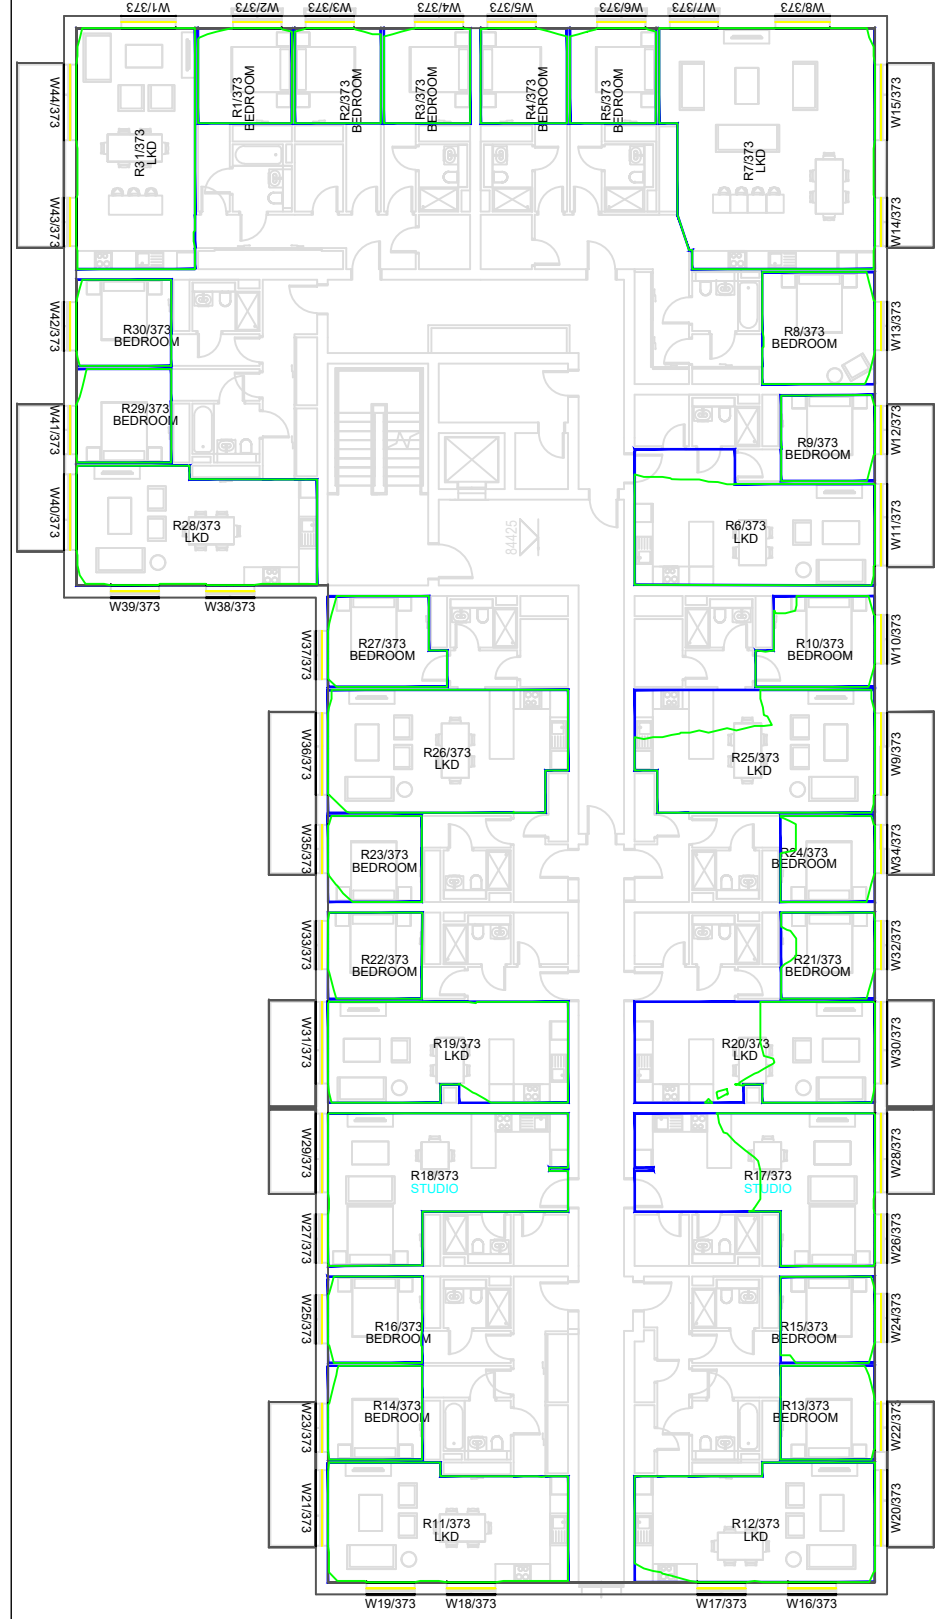 W1/373
W2/373
W3/373
W4/373
W5/373
W6/373
W7/373
W8/373
W44/373
W43/373
R31/373
LKD
R1/373
BEDROOM
R2/373
BEDROOM
R3/373
BEDROOM
R4/373
BEDROOM
R5/373
BEDROOM
R7/373
LKD
W15/373
W14/373
W42/373
R30/373
BEDROOM
R8/373
BEDROOM
W13/373
W41/373
R29/373
BEDROOM
R9/373
BEDROOM
W12/373
W40/373
R28/373
LKD
84425
R6/373
LKD
W11/373
W39/373
W38/373
W37/373
R27/373
BEDROOM
R10/373
BEDROOM
W10/373
W36/373
R26/373
LKD
R25/373
LKD
W9/373
W35/373
R23/373
BEDROOM
R24/373
BEDROOM
W34/373
W33/373
R22/373
BEDROOM
R21/373
BEDROOM
W32/373
W31/373
R19/373
LKD
R20/373
LKD
W30/373
W29/373
R18/373
STUDIO
R17/373
STUDIO
W28/373
W27/373
W26/373
W25/373
R16/373
BEDROOM
R15/373
BEDROOM
W24/373
W23/373
R14/373
BEDROOM
R13/373
BEDROOM
W22/373
W21/373
R11/373
LKD
R12/373
LKD
W20/373
W19/373
W18/373
W17/373
W16/373